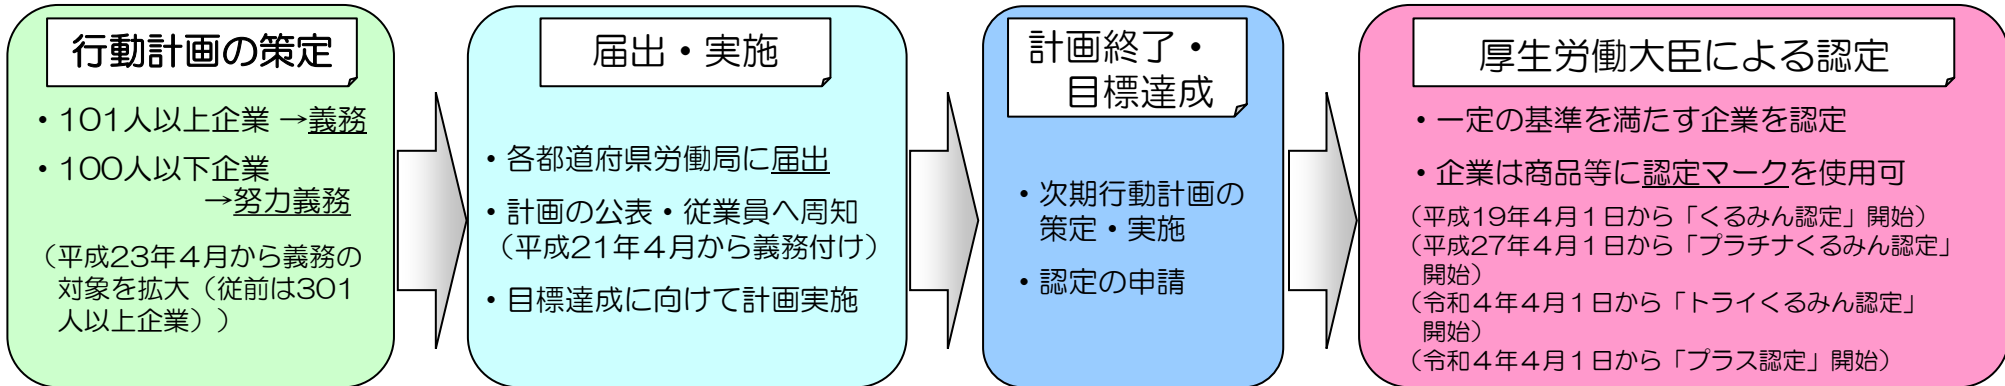 行動計画の策定
・101人以上企業 →義務
・100人以下企業
→努力義務
（平成23年４月から義務の
対象を拡大（従前は301
人以上企業））
届出・実施
・各都道府県労働局に届出
・計画の公表・従業員へ周知
（平成21年４月から義務付け）
・目標達成に向けて計画実施
計画終了・
目標達成
・次期行動計画の
策定・実施
・認定の申請
厚生労働大臣による認定
・一定の基準を満たす企業を認定
・企業は商品等に認定マークを使用可
（平成19年４月１日から「くるみん認定」開始）
（平成27年４月１日から「プラチナくるみん認定」
開始）
（令和４年４月１日から「トライくるみん認定」
開始）
（令和４年４月１日から「プラス認定」開始）